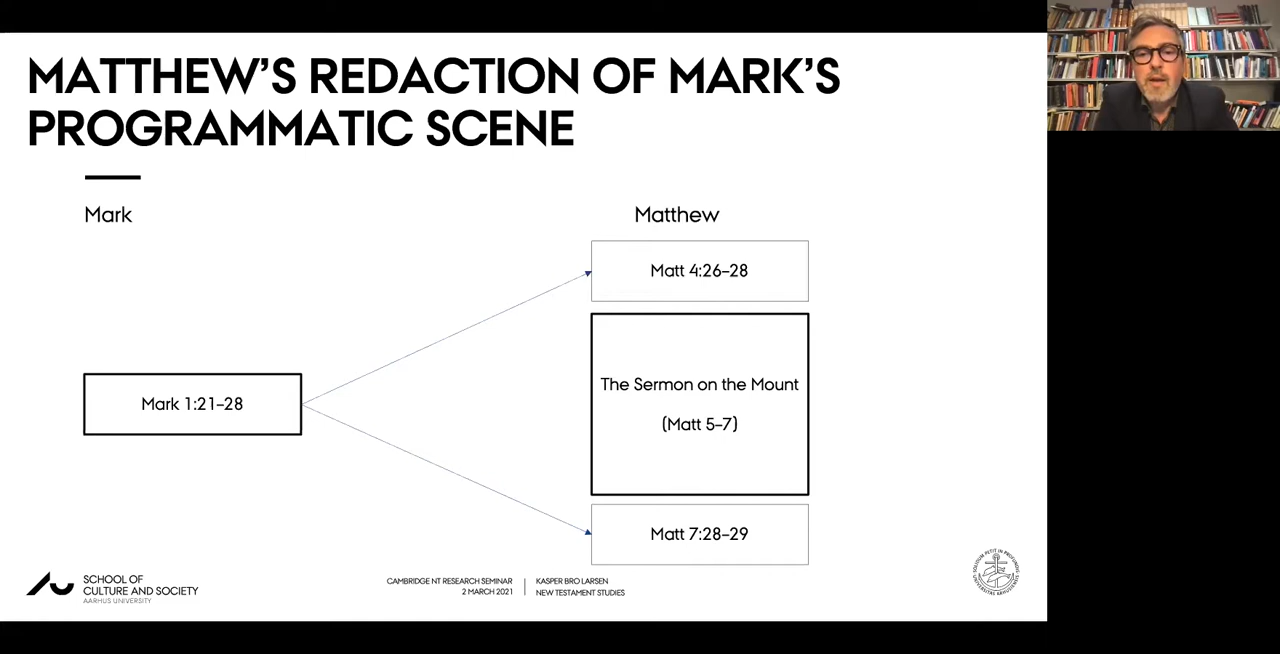 MATTHEW'S REDACTION OF MARK'S
PROGRAMMATIC SCENE
Mark
Matthew
Matt 4:26–28
Mark 1:21–28
The Sermon on the Mount
(Matt 5–7)
Matt 7:28–29
SCHOOL OF
CULTURE AND SOCIETY
AARHUS UNIVERSITY
CAMBRIDGE NT RESEARCH SEMINAR
2 MARCH 2021
KASPER BRO LARSEN
NEW TESTAMENT STUDIES